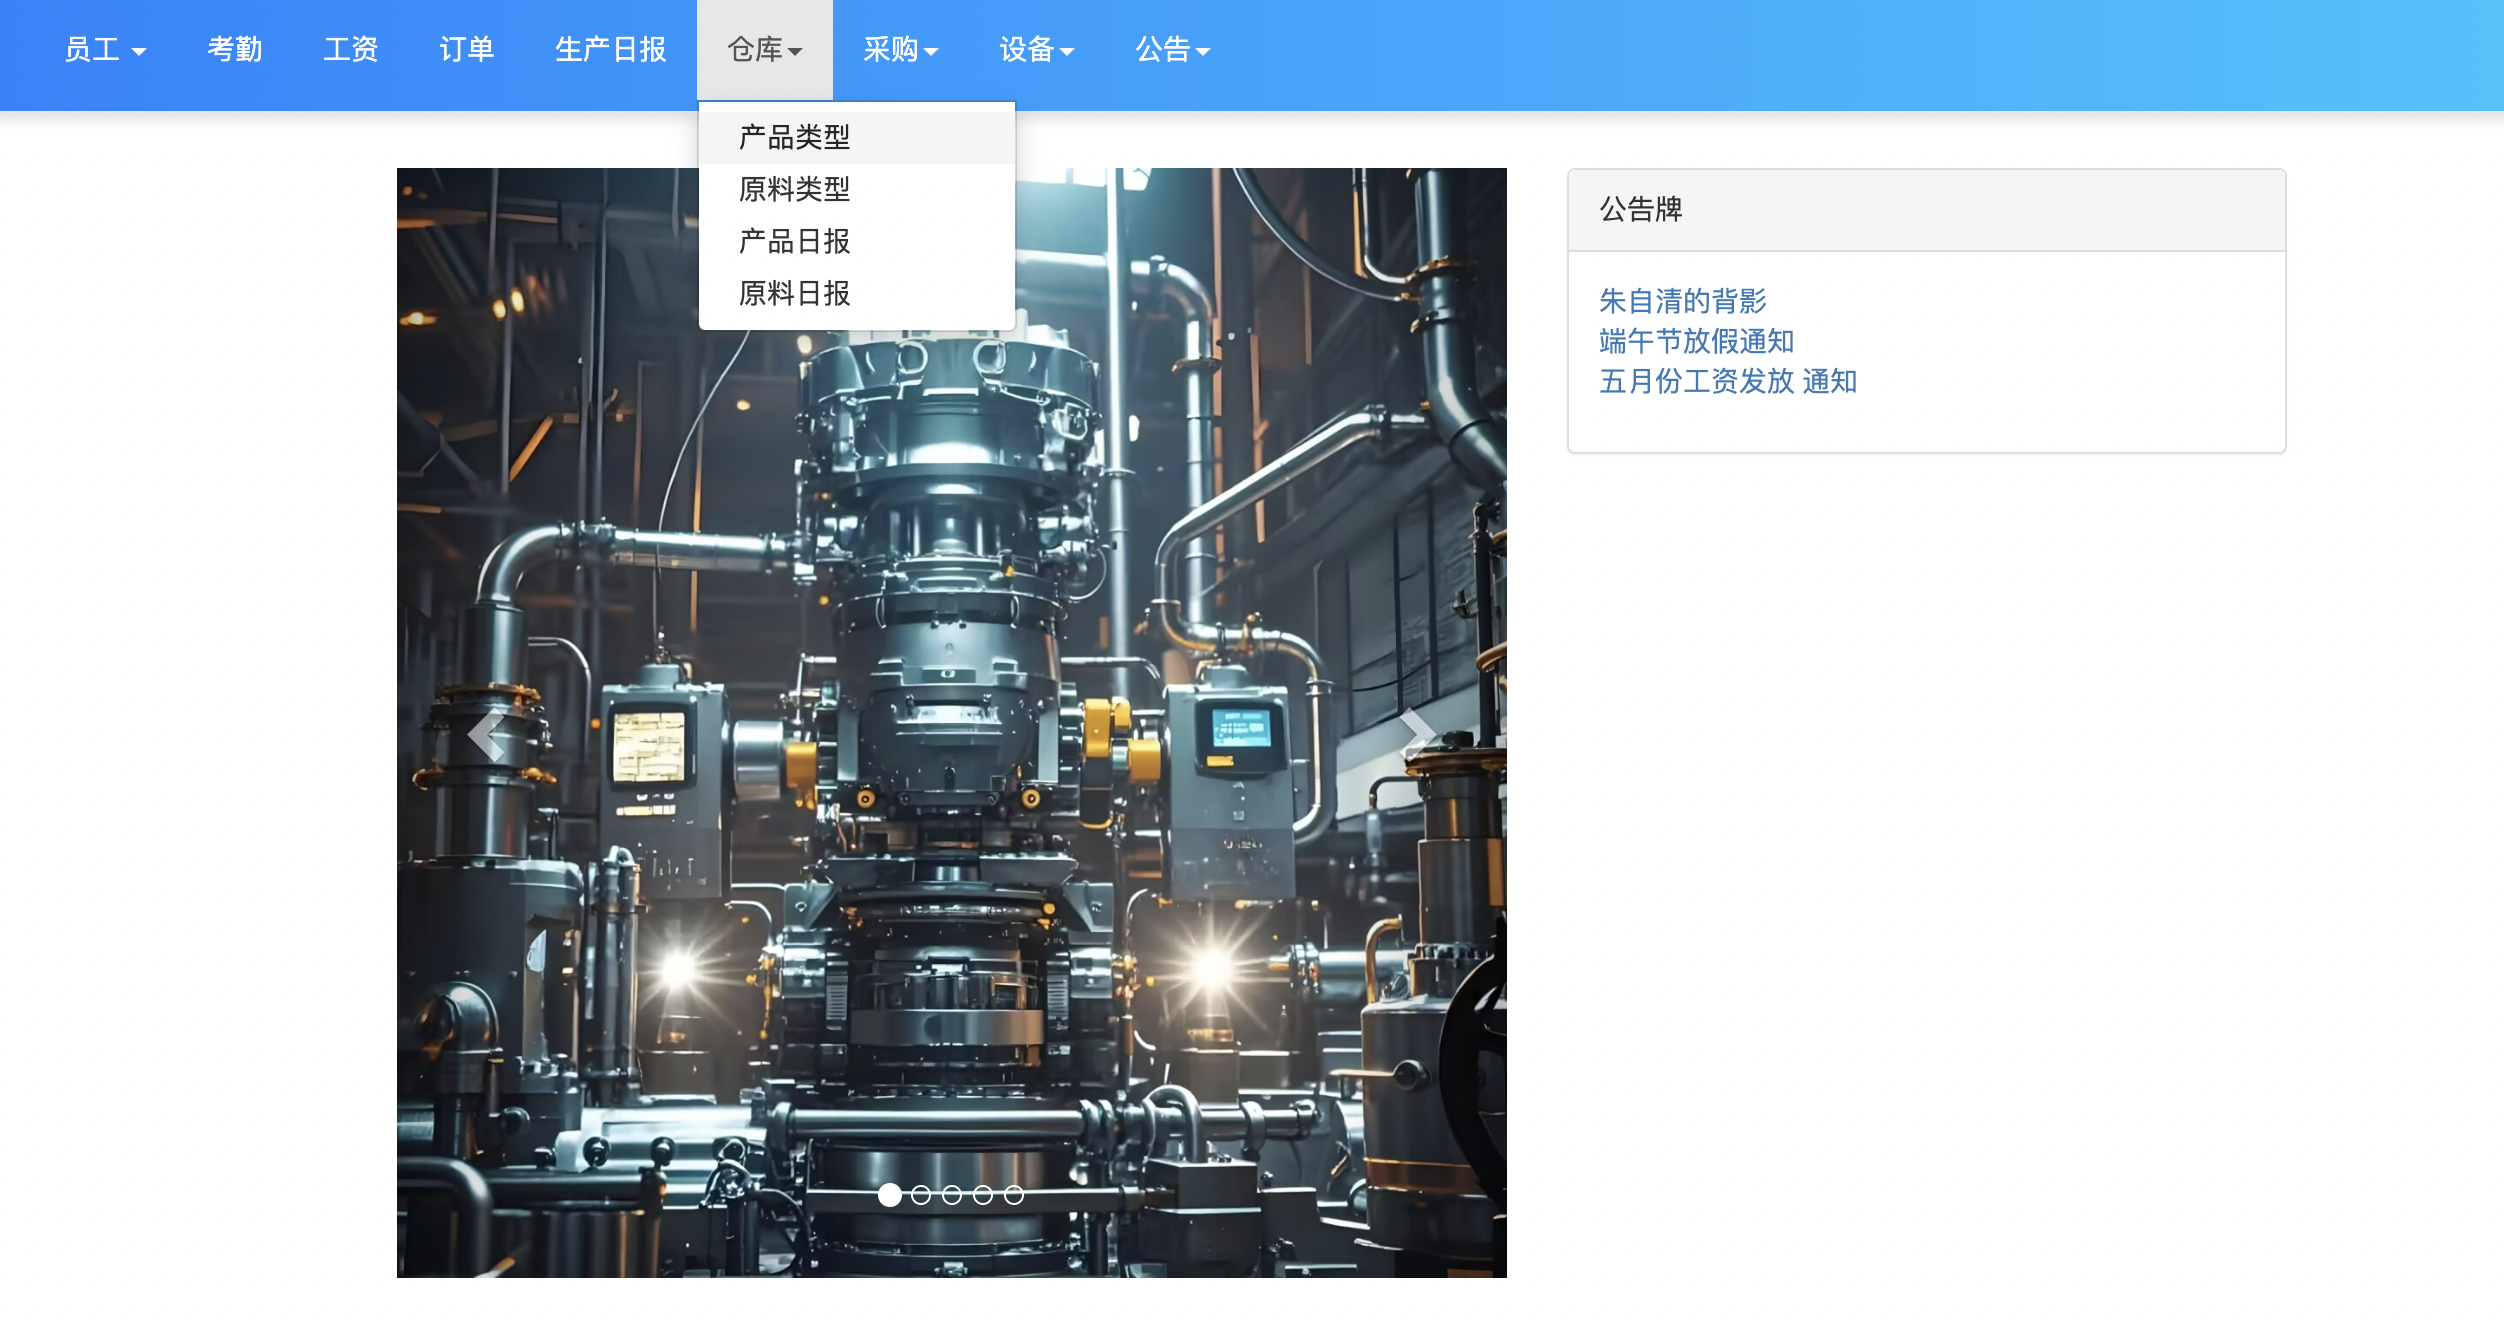 员工 考勤 工资 订单 生产日报 仓库 采购 设备 公告
产品类型
原料类型
产品日报
原料日报
公告牌
朱自清的背影
端午节放假通知
五月份工资发放 通知